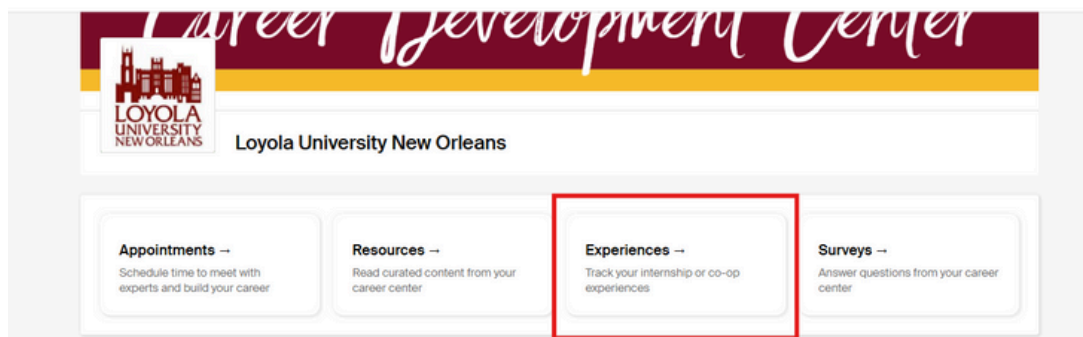 Career Development Center
LOYOLA
UNIVERSITY
NEW ORLEANS
Loyola University New Orleans
Appointments →
Schedule time to meet with
experts and build your career
Resources →
Read curated content from your
career center
Experiences →
Track your internship or co-op
experiences
Surveys →
Answer questions from your career
center